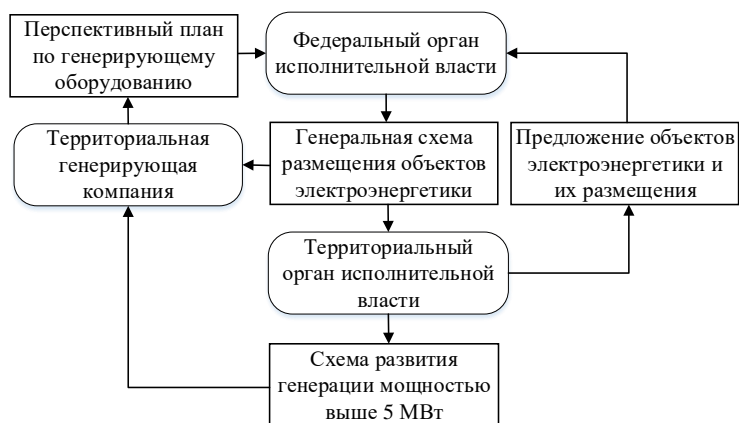 Перспективный план
по генерирующему
оборудованию
Федеральный орган
исполнительной власти
Территориальная
генерирующая
компания
Генеральная схема
размещения объектов
электроэнергетики
Предложение объектов
электроэнергетики и
их размещения
Территориальный
орган исполнительной
власти
Схема развития
генерации мощностью
выше 5 МВт